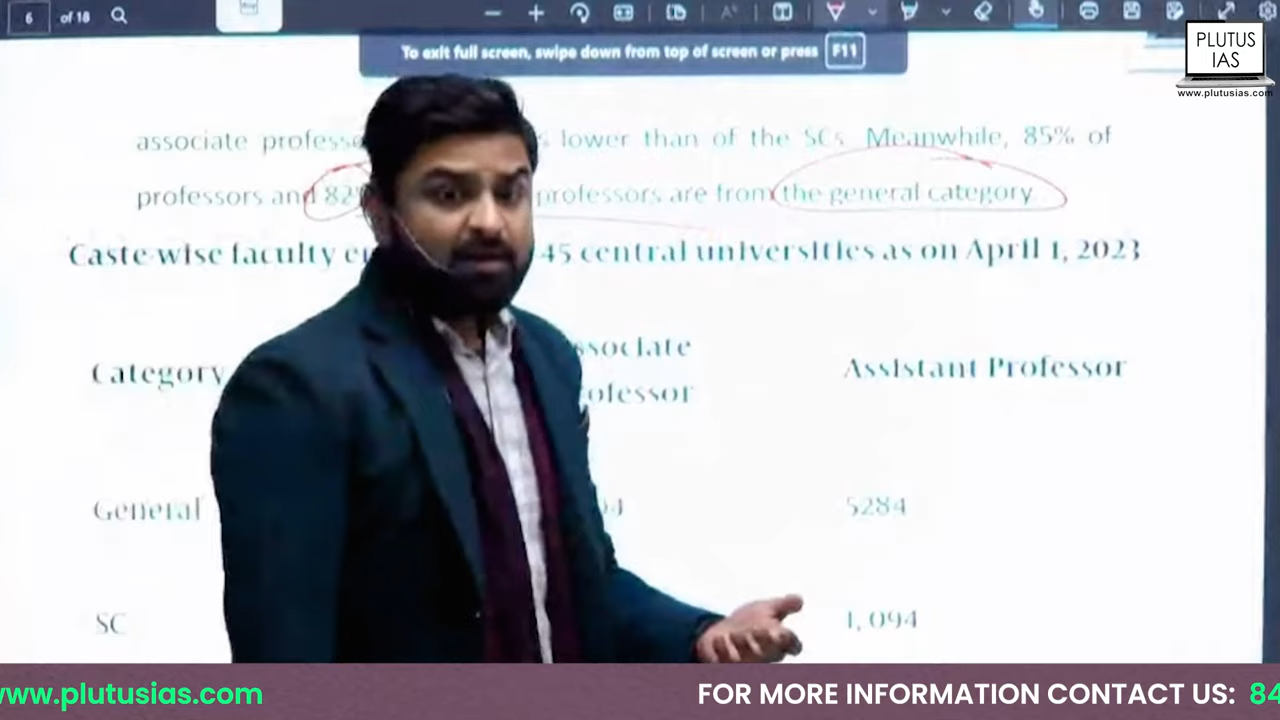 6 of 18
To exit full screen, swipe down from top of screen or press F11
PLUTUS
IAS
www.plutusias.com
associate lower than of the SCs. Meanwhile, 85% of
professors and professors are from the general category
Caste wise faculty 45 central universities as on April 1, 2023
Category Assistant Professor
General 5284
SC 1, 094
www.plutusias.com FOR MORE INFORMATION CONTACT US: 84